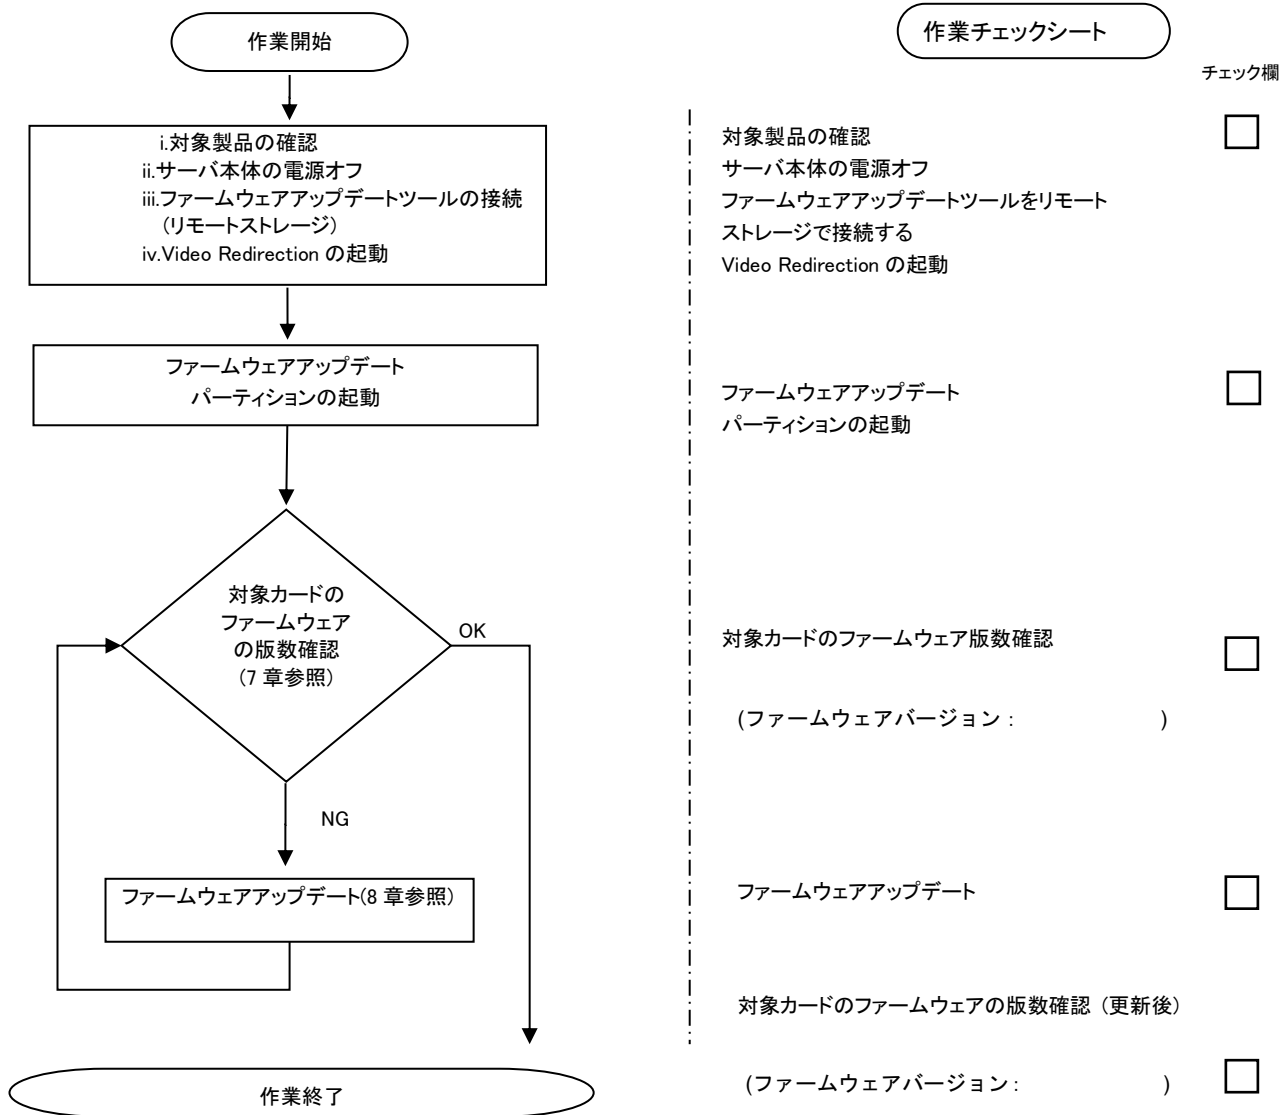 作業開始
i.対象製品の確認
ii.サーバ本体の電源オフ
iii.ファームウェアアップデートツールの接続
(リモートストレージ)
iv.Video Redirection の起動
ファームウェアアップデート
パーティションの起動
対象カードの
ファームウェア
の版数確認
(7 章参照)
OK
NG
ファームウェアアップデート(8 章参照)
作業終了
作業チェックシート
チェック欄
対象製品の確認
サーバ本体の電源オフ
ファームウェアアップデートツールをリモート
ストレージで接続する
Video Redirection の起動
ファームウェアアップデート
パーティションの起動
対象カードのファームウェア版数確認
(ファームウェアバージョン : )
ファームウェアアップデート
対象カードのファームウェアの版数確認 (更新後)
(ファームウェアバージョン : )